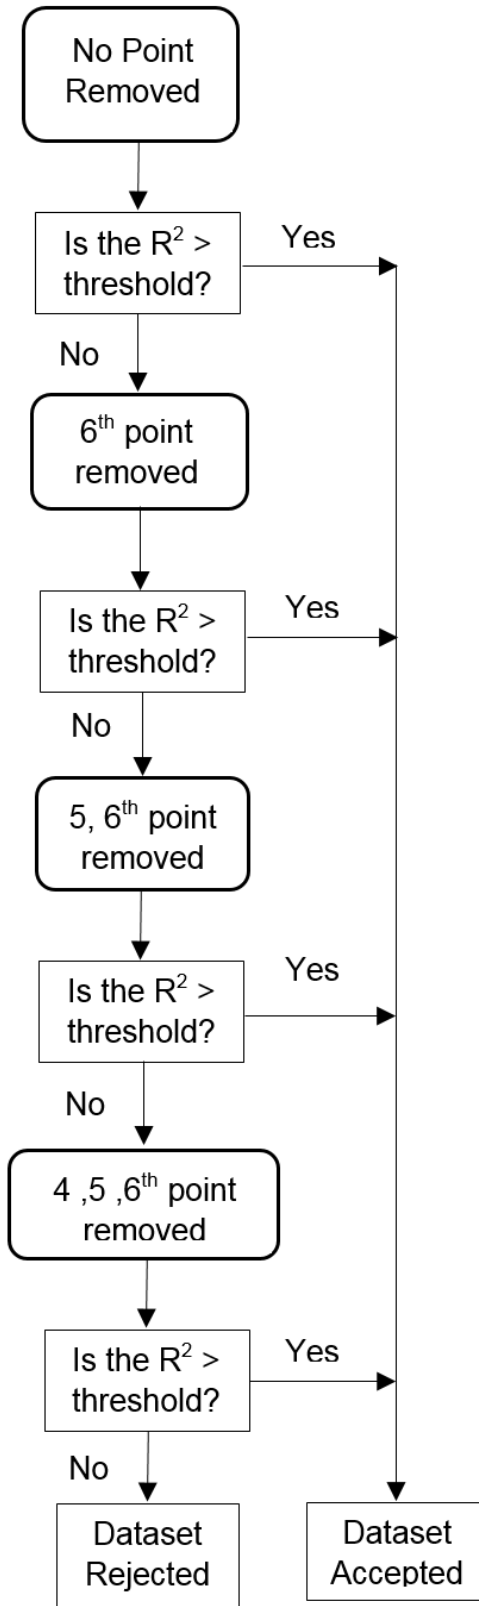 No Point
Removed
Is the R² >
threshold?
Yes
No
6th point
removed
Is the R² >
threshold?
Yes
No
5, 6th point
removed
Is the R² >
threshold?
Yes
No
4 ,5 ,6th point
removed
Is the R² >
threshold?
Yes
No
Dataset
Rejected
Dataset
Accepted